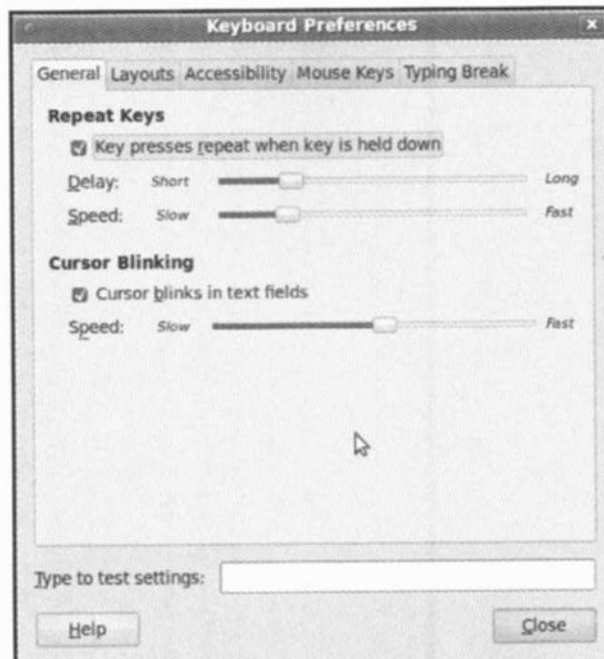 Keyboard Preferences
General Layouts Accessibility Mouse Keys Typing Break
Repeat Keys
Key presses repeat when key is held down
Delay: Short Long
Speed: Slow Fast
Cursor Blinking
Cursor blinks in text fields
Speed: Slow Fast
Type to test settings:
Help Close